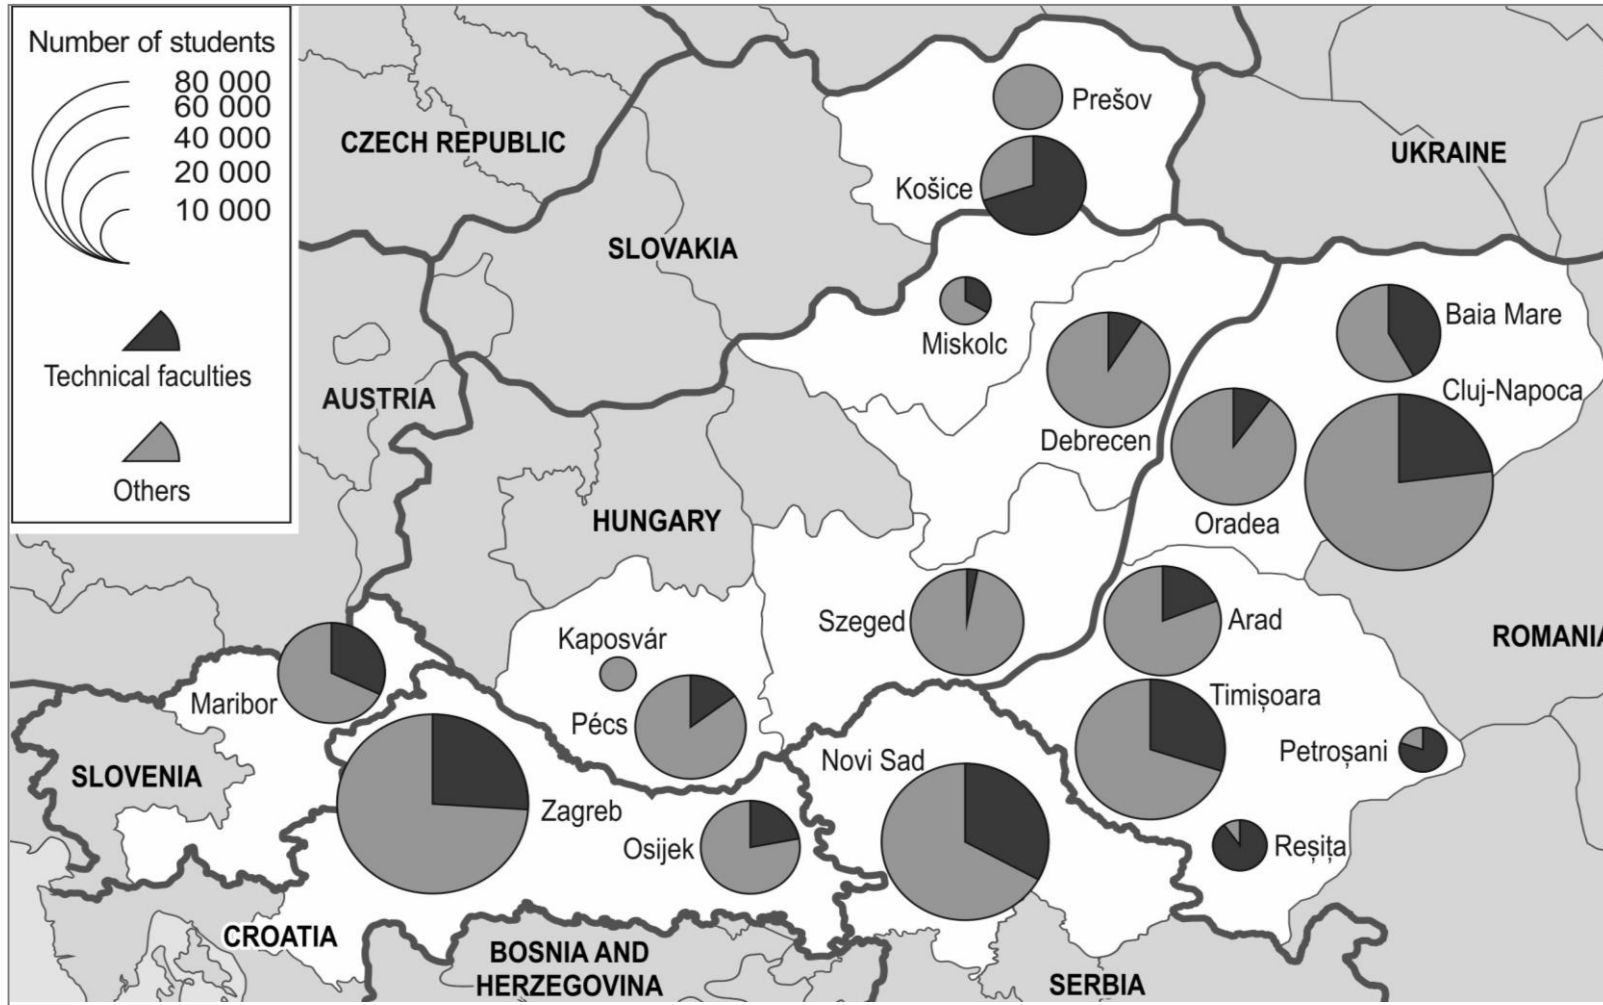 Number of students
80 000
60 000
40 000
20 000
10 000
Technical faculties
Others
CZECH REPUBLIC
SLOVAKIA
UKRAINE
AUSTRIA
HUNGARY
ROMANIA
SLOVENIA
CROATIA
BOSNIA AND
HERZEGOVINA
SERBIA
Prešov
Košice
Miskolc
Debrecen
Baia Mare
Cluj-Napoca
Oradea
Szeged
Arad
Kaposvár
Maribor
Pécs
Timișoara
Petroșani
Novi Sad
Zagreb
Osijek
Reșița